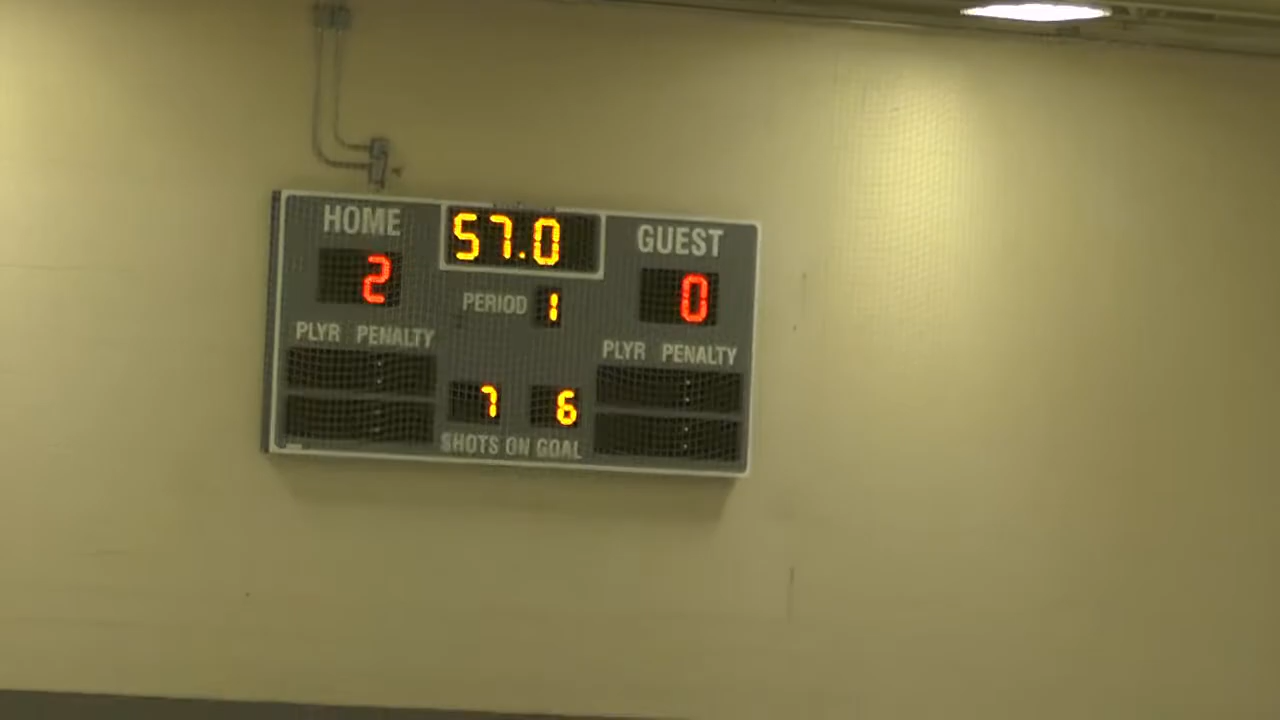 HOME 57.0 GUEST
2 PERIOD 1 0
PLYR PENALTY PLYR PENALTY
7 6
SHOTS ON GOAL